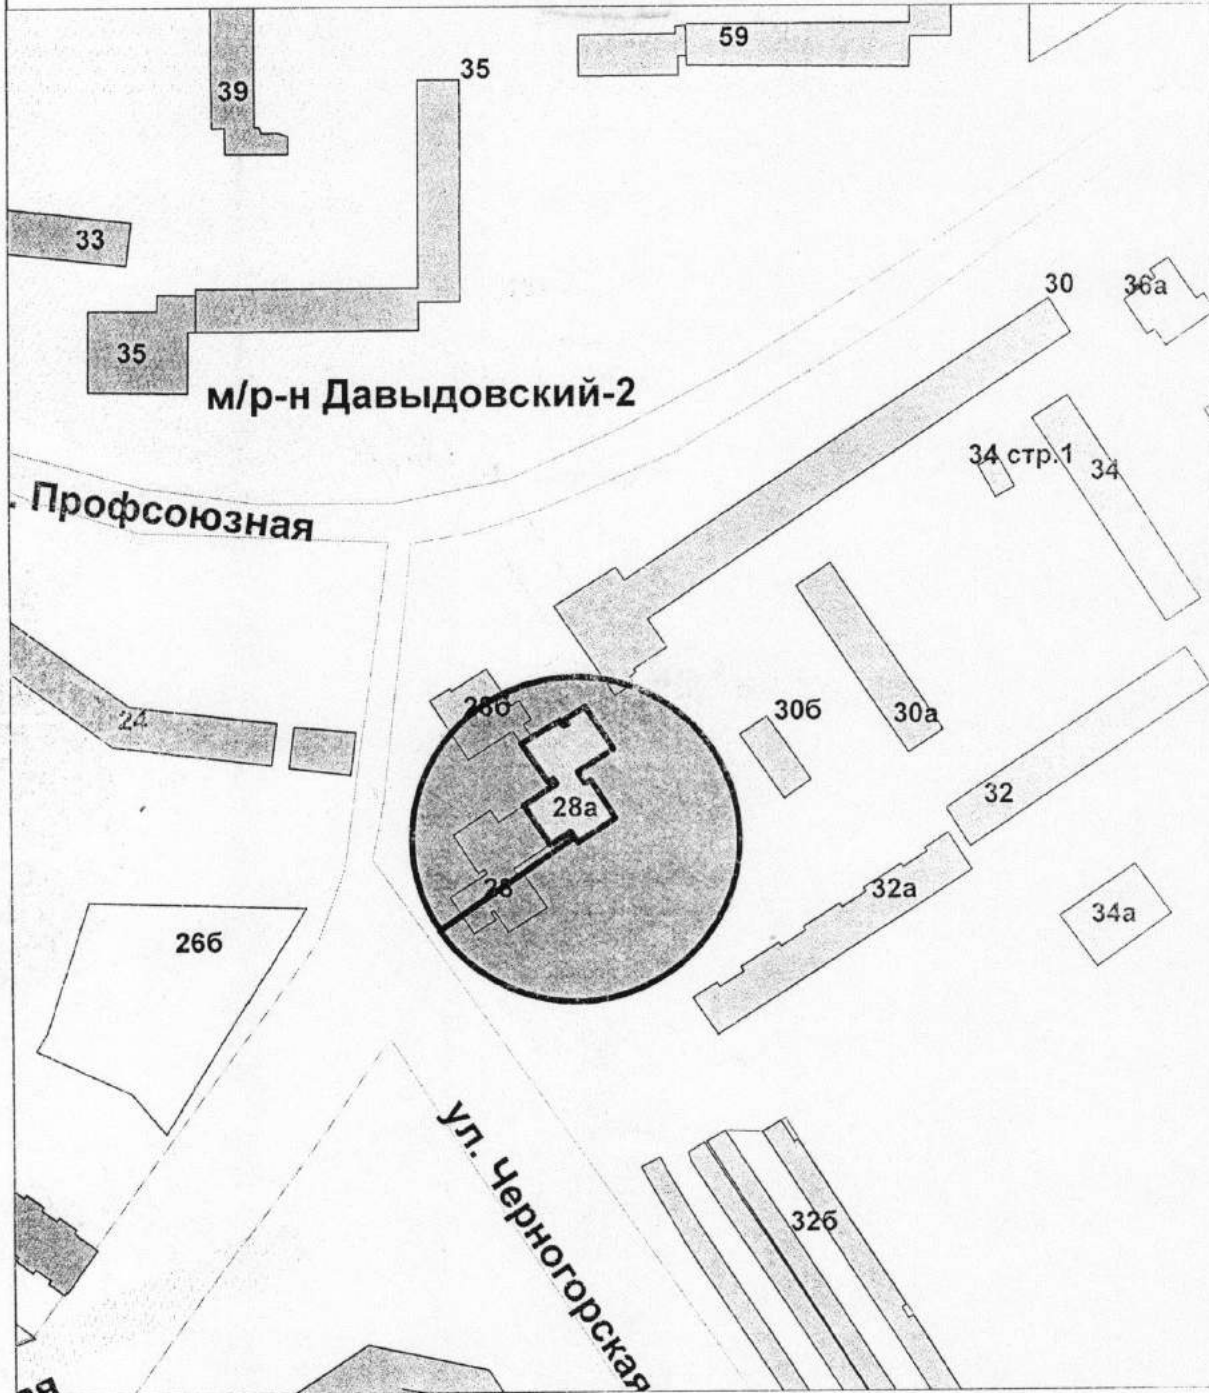 59
35
39
33
30
36а
35
м/р-н Давыдовский-2
34 стр.1
34
. Профсоюзная
28б
30б
30а
24
28а
32
28
32а
34а
26б
ул. Черногорская
32б